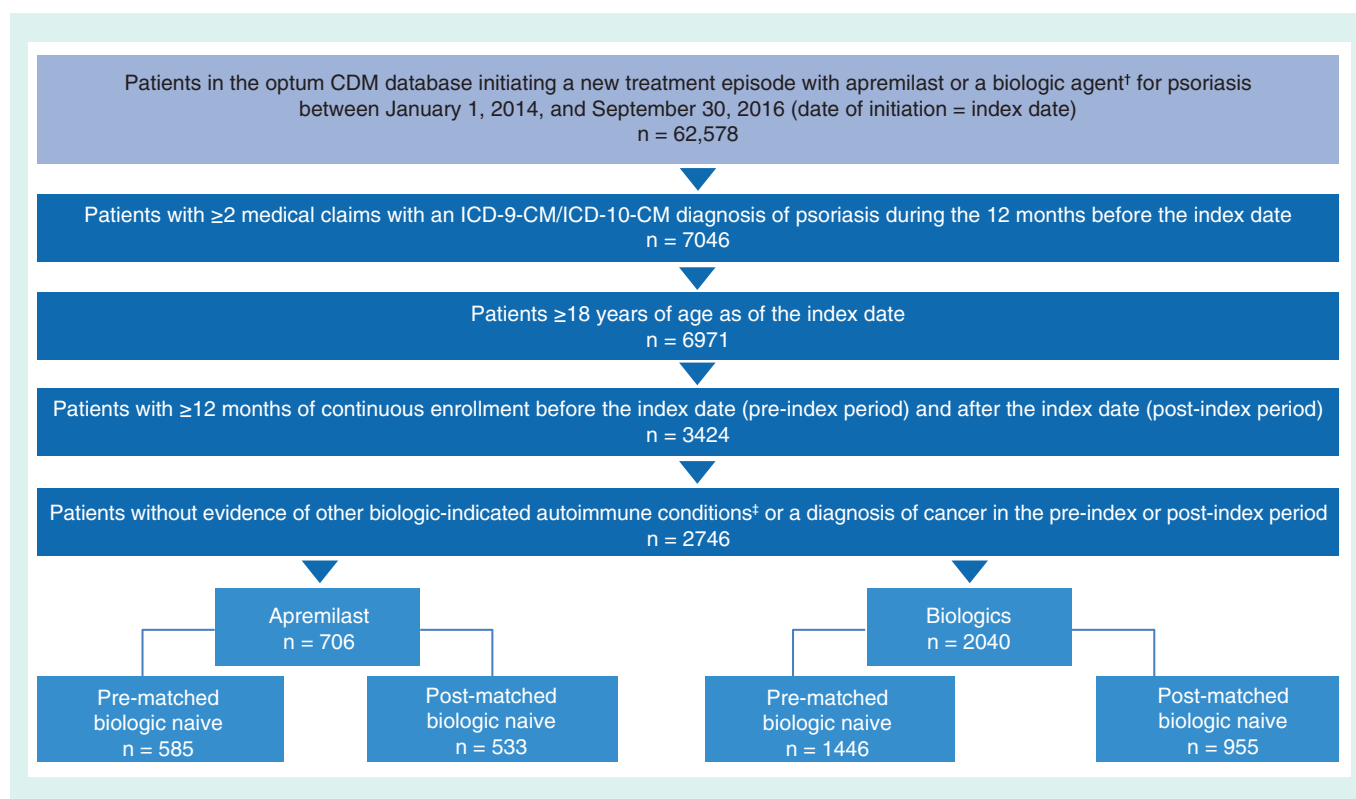 Patients in the optum CDM database initiating a new treatment episode with apremilast or a biologic agent† for psoriasis
between January 1, 2014, and September 30, 2016 (date of initiation = index date)
n = 62,578
Patients with ≥2 medical claims with an ICD-9-CM/ICD-10-CM diagnosis of psoriasis during the 12 months before the index date
n = 7046
Patients ≥18 years of age as of the index date
n = 6971
Patients with ≥12 months of continuous enrollment before the index date (pre-index period) and after the index date (post-index period)
n = 3424
Patients without evidence of other biologic-indicated autoimmune conditions‡ or a diagnosis of cancer in the pre-index or post-index period
n = 2746
Apremilast
n = 706
Biologics
n = 2040
Pre-matched
biologic naive
n = 585
Post-matched
biologic naive
n = 533
Pre-matched
biologic naive
n = 1446
Post-matched
biologic naive
n = 955